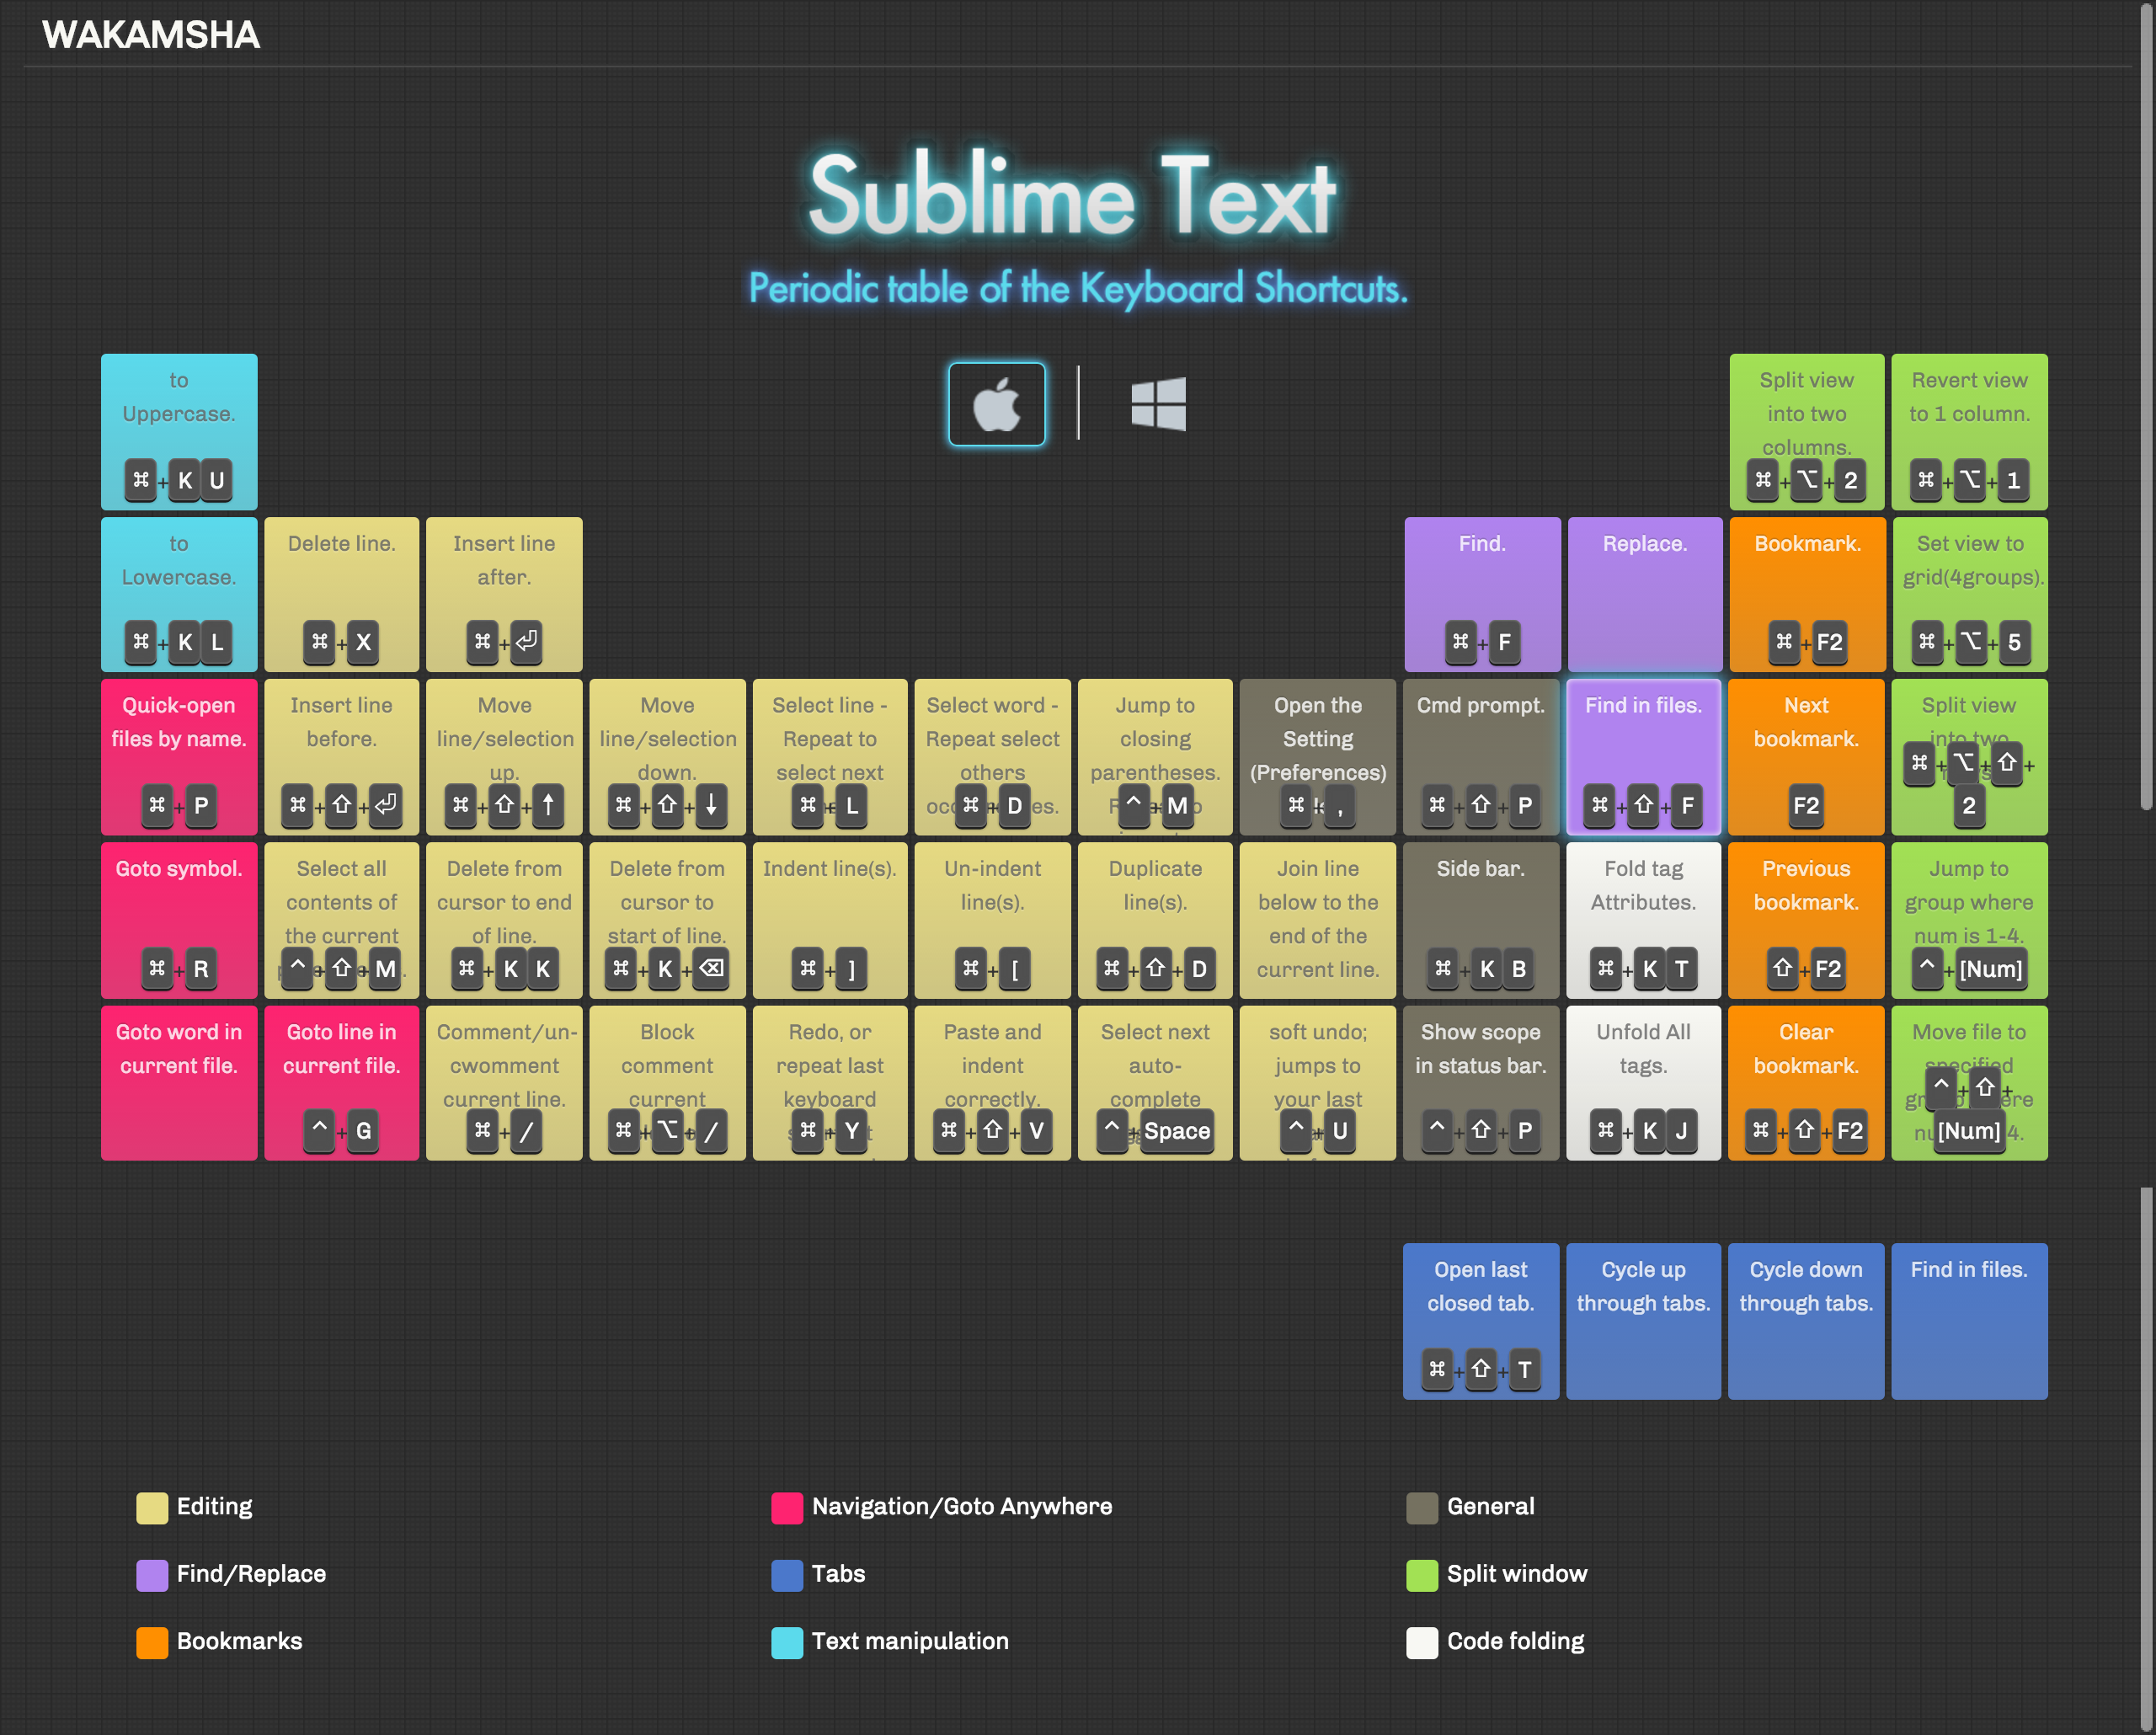 WAKAMSHA
Sublime Text
Periodic table of the Keyboard Shortcuts.
to
Uppercase.
⌘+K U
Split view
into two
columns.
⌘+⌥+2
Revert view
to 1 column.
⌘+⌥+1
to
Lowercase.
⌘+K L
Delete line.
⌘+X
Insert line
after.
⌘+⏎
Find.
⌘+F
Replace.
Bookmark.
⌘+F2
Set view to
grid(4groups).
⌘+⌥+5
Quick-open
files by name.
⌘+P
Insert line
before.
⌘+⇧+⏎
Move
line/selection
up.
⌘+⇧+↑
Move
line/selection
down.
⌘+⇧+↓
Select line -
Repeat to
select next
⌘+L
Select word -
Repeat select
others
⌘+D
Jump to
closing
parentheses.
^+M
Open the
Setting
(Preferences)
⌘+,
Cmd prompt.
⌘+⇧+P
Find in files.
⌘+⇧+F
Next
bookmark.
F2
Split view
into two
⌘+⌥+⇧+
2
Goto symbol.
⌘+R
Select all
contents of
the current
^+⇧+M
Delete from
cursor to end
of line.
⌘+K K
Delete from
cursor to
start of line.
⌘+K+⌫
Indent line(s).
⌘+]
Un-indent
line(s).
⌘+[
Duplicate
line(s).
⌘+⇧+D
Join line
below to the
end of the
current line.
Side bar.
⌘+K B
Fold tag
Attributes.
⌘+K T
Previous
bookmark.
⇧+F2
Jump to
group where
num is 1-4.
^+[Num]
Goto word in
current file.
Goto line in
current file.
^+G
Comment/un-
cwomment
current line.
⌘+/
Block
comment
current
⌘+⌥+/
Redo, or
repeat last
keyboard
⌘+Y
Paste and
indent
correctly.
⌘+⇧+V
Select next
auto-
complete
^+Space
soft undo;
jumps to
your last
^+U
Show scope
in status bar.
^+⇧+P
Unfold All
tags.
⌘+K J
Clear
bookmark.
⌘+⇧+F2
Move file to
specified
^+⇧+
[Num]
4.
Open last
closed tab.
⌘+⇧+T
Cycle up
through tabs.
Cycle down
through tabs.
Find in files.
Editing
Navigation/Goto Anywhere
General
Find/Replace
Tabs
Split window
Bookmarks
Text manipulation
Code folding